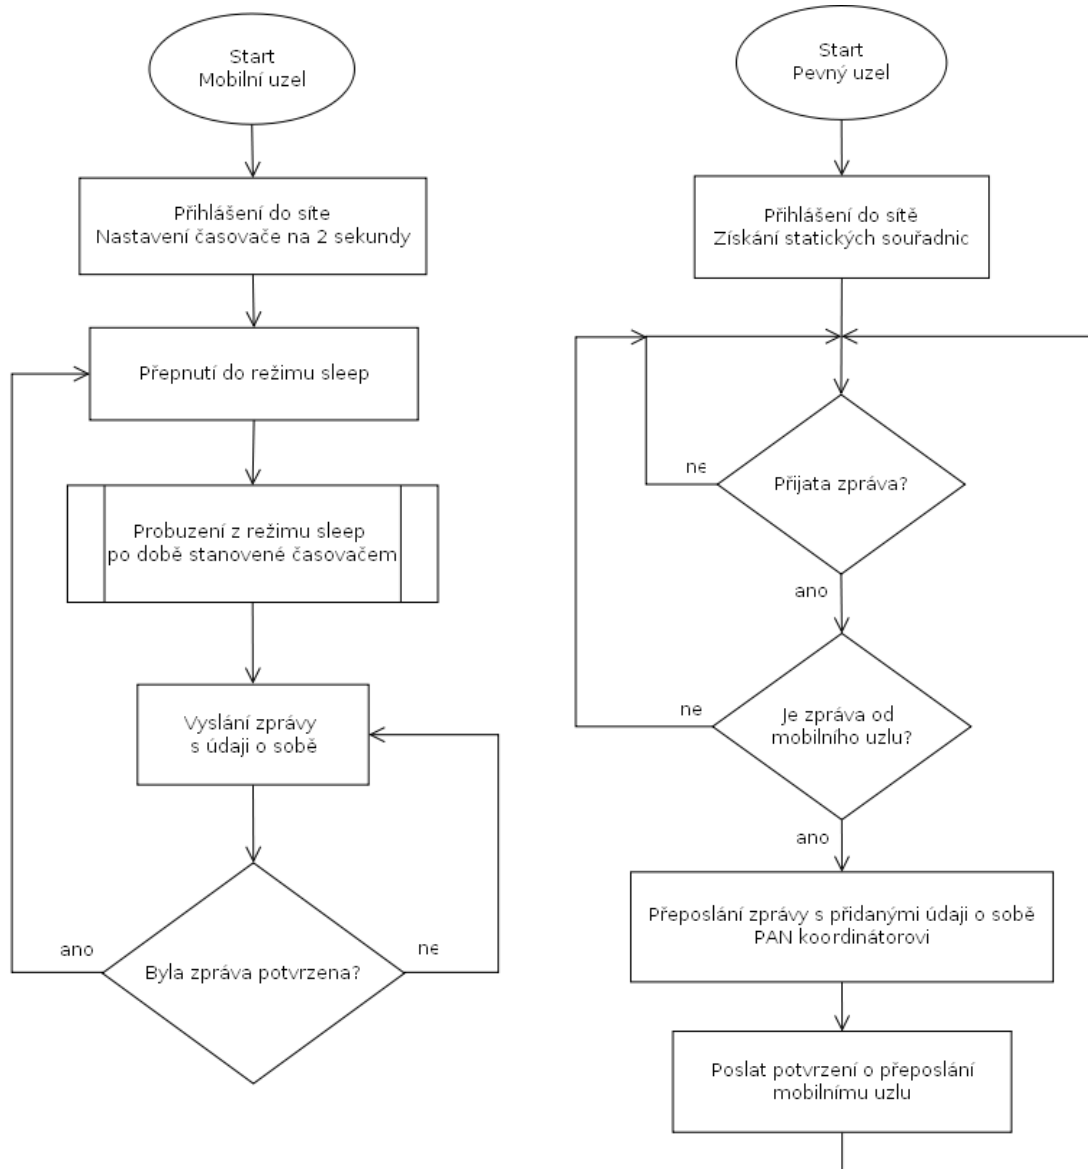 Start
Mobilní uzel
Přihlášení do síte
Nastavení časovače na 2 sekundy
Přepnutí do režimu sleep
Probuzení z režimu sleep
po době stanovené časovačem
Vyslání zprávy
s údaji o sobě
ano
ne
Byla zpráva potvrzena?
Start
Pevný uzel
Přihlášení do sítě
Získání statických souřadnic
ne
Přijata zpráva?
ano
ne
Je zpráva od
mobilního uzlu?
ano
Přeposlání zprávy s přidanými údaji o sobě
PAN koordinátorovi
Poslat potvrzení o přeposlání
mobilnímu uzlu